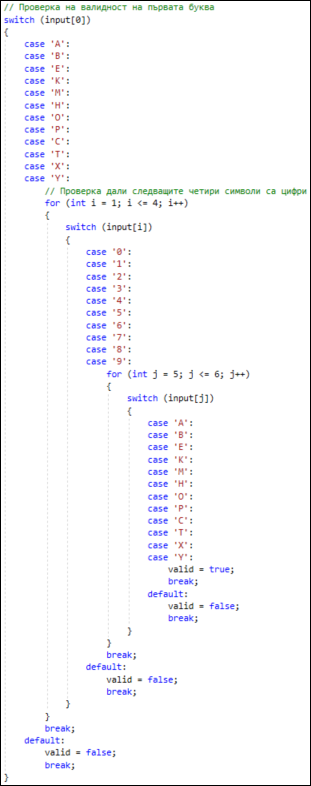 // Проверка на валидност на първата буква
switch (input[0])
{
    case 'А':
    case 'В':
    case 'Е':
    case 'К':
    case 'М':
    case 'Н':
    case 'О':
    case 'Р':
    case 'С':
    case 'Т':
    case 'Х':
    case 'У':
        // Проверка дали следващите четири символи са цифри
        for (int i = 1; i <= 4; i++)
        {
            switch (input[i])
            {
                case '0':
                case '1':
                case '2':
                case '3':
                case '4':
                case '5':
                case '6':
                case '7':
                case '8':
                case '9':
                    for (int j = 5; j <= 6; j++)
                    {
                        switch (input[j])
                        {
                            case 'А':
                            case 'В':
                            case 'Е':
                            case 'К':
                            case 'М':
                            case 'Н':
                            case 'О':
                            case 'Р':
                            case 'С':
                            case 'Т':
                            case 'Х':
                            case 'У':
                                valid = true;
                                break;
                            default:
                                valid = false;
                                break;
                        }
                    }
                    break;
                default:
                    valid = false;
                    break;
            }
        }
        break;
    default:
        valid = false;
        break;
}